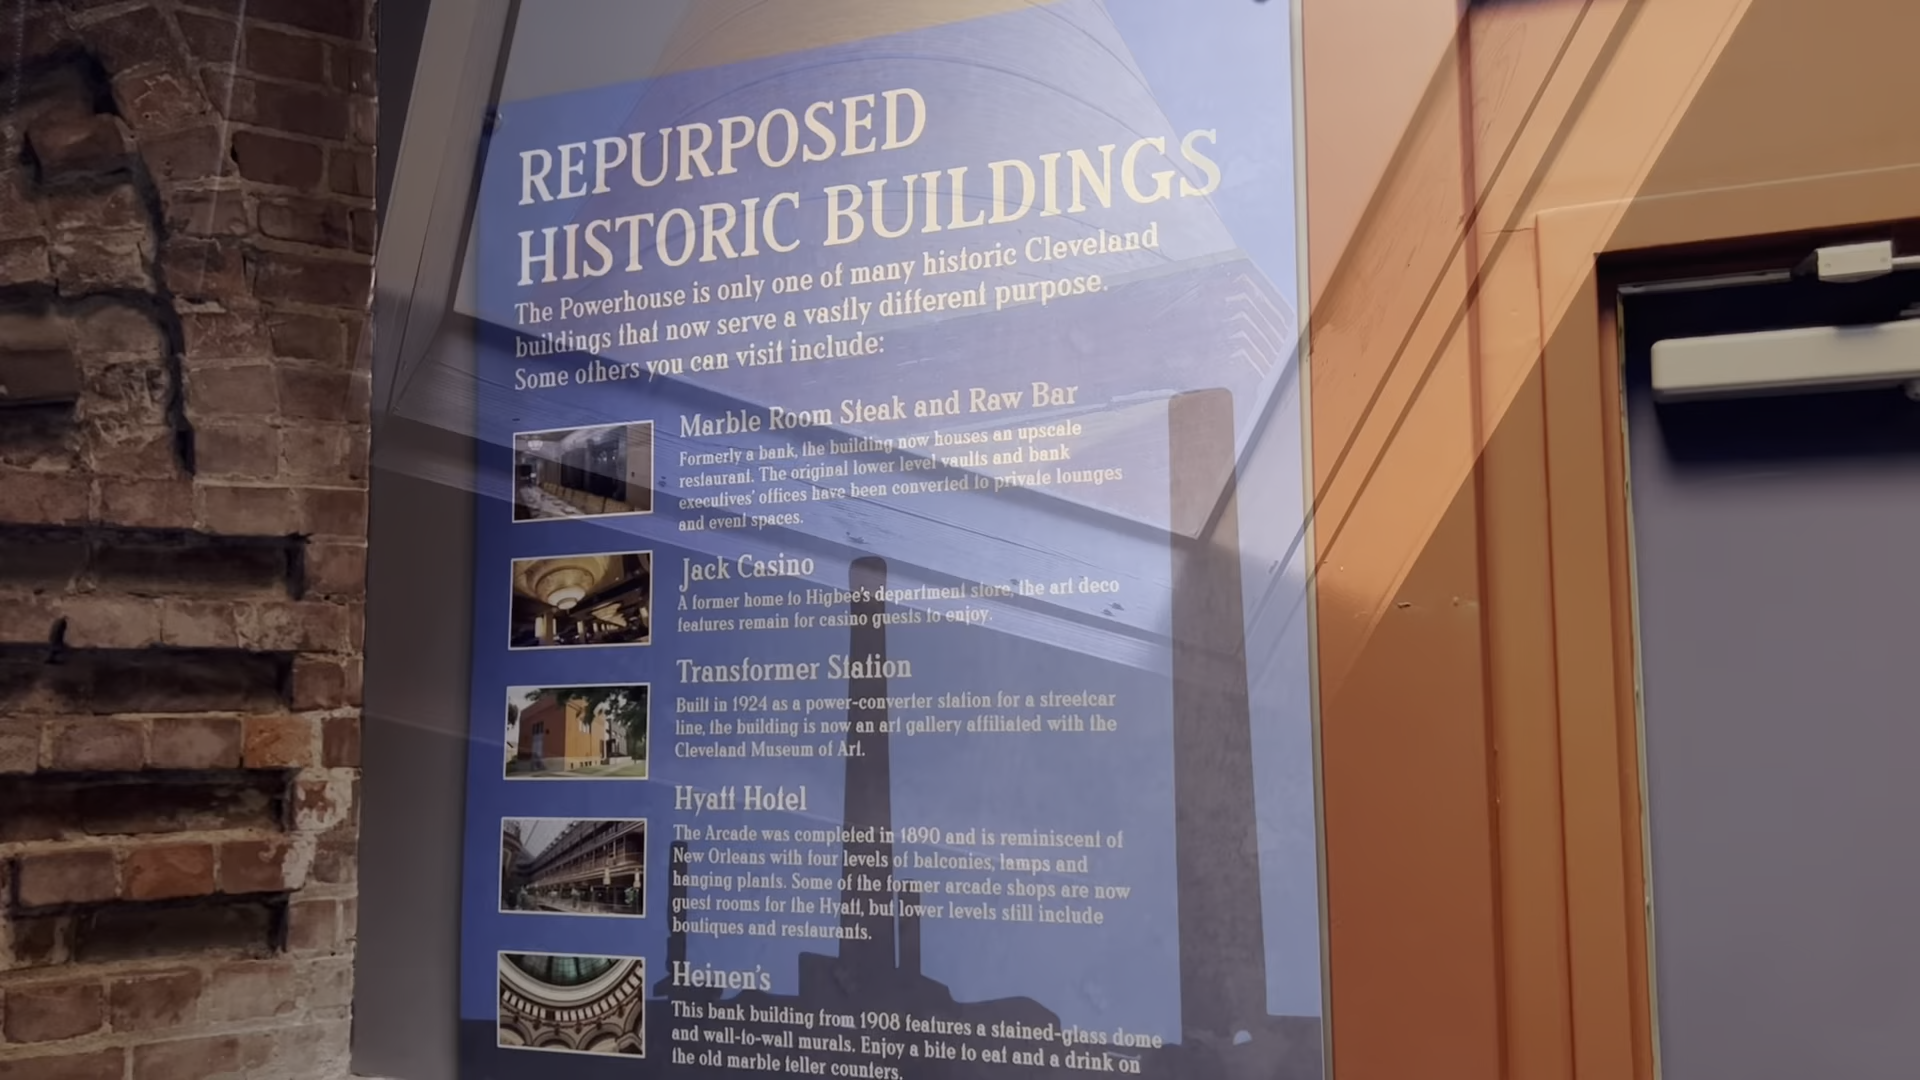 REPURPOSED
HISTORIC BUILDINGS
The Powerhouse is only one of many historic Cleveland
buildings that now serve a vastly different purpose.
Some others you can visit include:
Marble Room Steak and Raw Bar
Formerly a bank, the building now houses an upscale
restaurant. The original lower level vaults and bank
executives' offices have been converted to private lounges
and event spaces.
Jack Casino
A former home to Higbee's department store, the art deco
features remain for casino guests to enjoy.
Transformer Station
Built in 1924 as a power-converter station for a streetcar
line, the building is now an art gallery affiliated with the
Cleveland Museum of Art.
Hyatt Hotel
The Arcade was completed in 1890 and is reminiscent of
New Orleans with four levels of balconies, lamps and
hanging plants. Some of the former arcade shops are now
guest rooms for the Hyatt, but lower levels still include
boutiques and restaurants.
Heinen's
This bank building from 1908 features a stained-glass dome
and wall-to-wall murals. Enjoy a bite to eat and a drink on
the old marble teller counters.